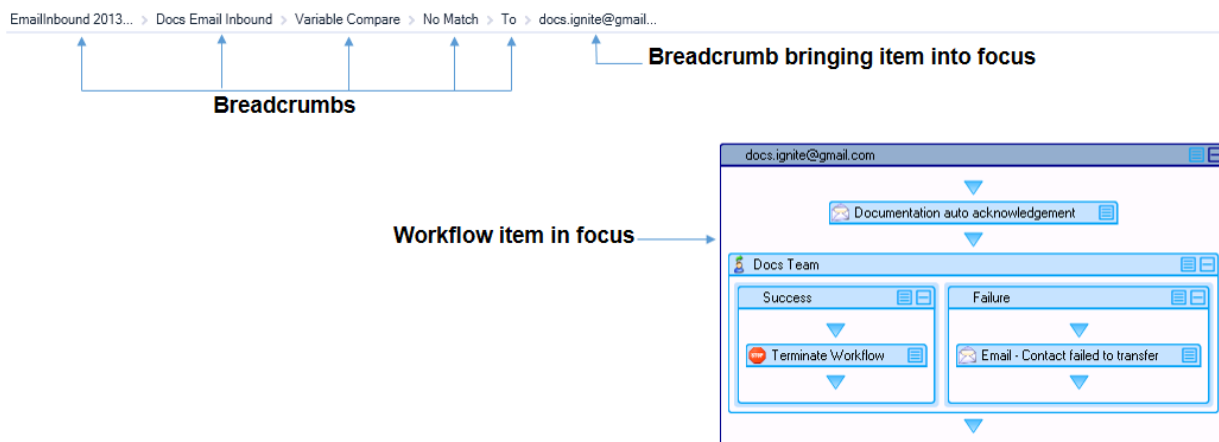 EmailInbound 2013... > Docs Email Inbound > Variable Compare > No Match > To > docs.ignite@gmail...
Breadcrumb bringing item into focus
Breadcrumbs
docs.ignite@gmail.com
Documentation auto acknowledgement
Workflow item in focus
Docs Team
Success
Failure
STOP Terminate Workflow
Email - Contact failed to transfer